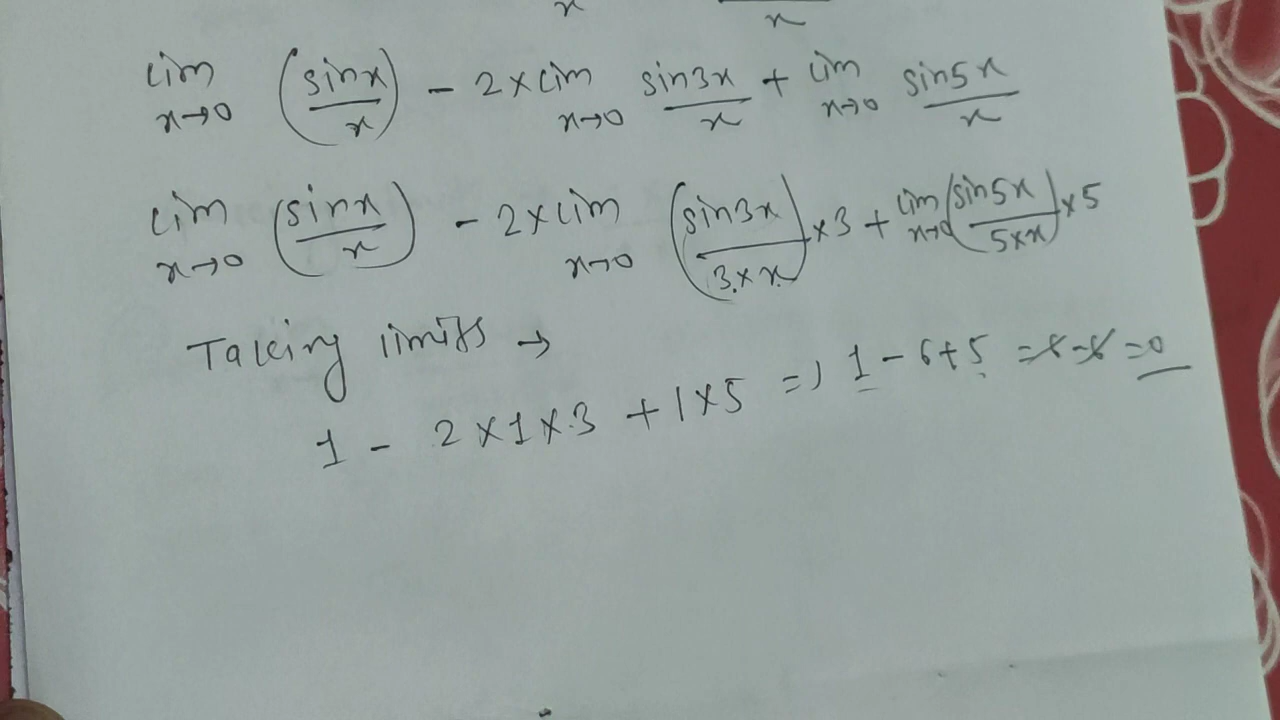 x x
lim x→0 (sinx/x) - 2×lim x→0 sin3x/x + lim x→0 sin5x/x
lim x→0 (sinx/x) - 2×lim x→0 (sin3x/3×x)×3 + lim x→0 (sin5x/5×x)×5
Taking limits →
1 - 2×1×3 + 1×5 => 1-6+5 = 6-6 = 0